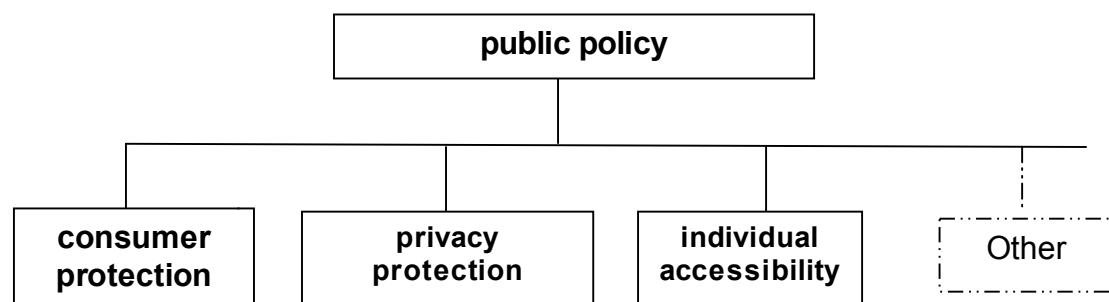 public policy
consumer
protection
privacy
protection
individual
accessibility
Other